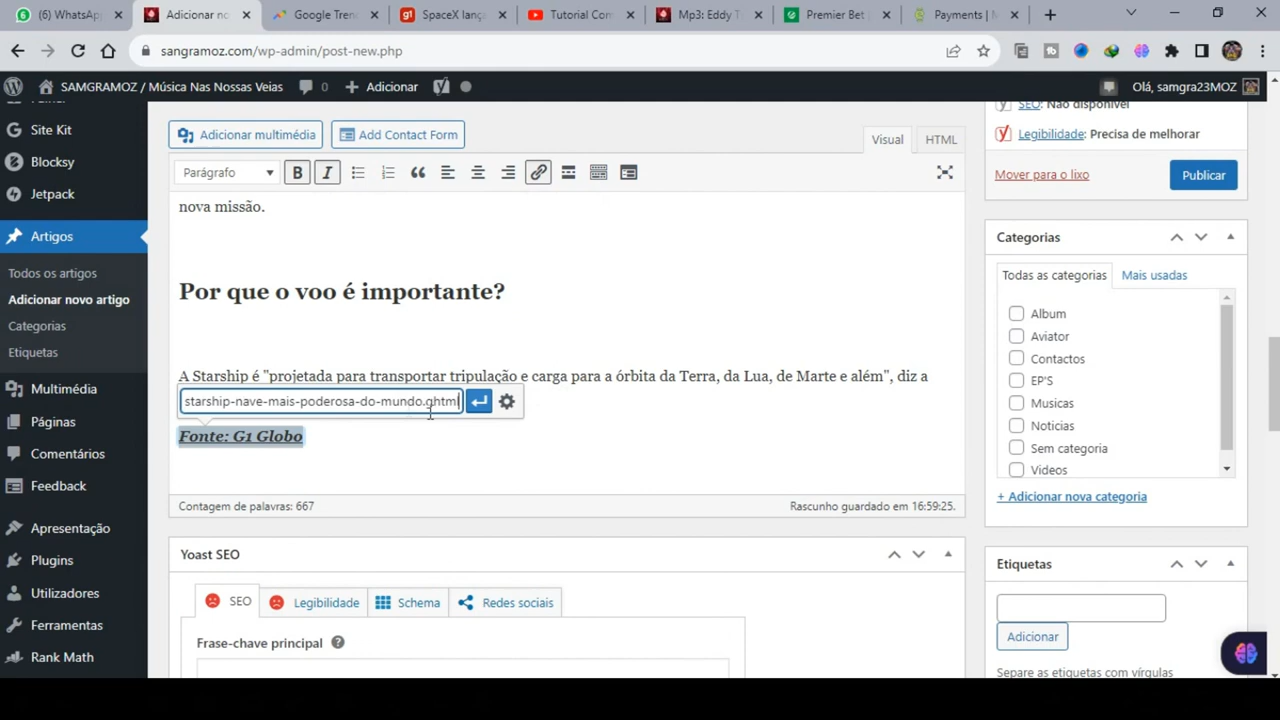 (6) WhatsApp
Adicionar no
Google Tren
SpaceX lanç
Tutorial Con
Mp3: Eddy T
Premier Bet
Payments | M
sangramoz.com/wp-admin/post-new.php
SAMGRAMOZ / Música Nas Nossas Veias
0
Adicionar
Olá, samgra23MOZ
Site Kit
Blocksy
Jetpack
Artigos
Todos os artigos
Adicionar novo artigo
Categorias
Etiquetas
Multimédia
Páginas
Comentários
Feedback
Apresentação
Plugins
Utilizadores
Ferramentas
Rank Math
Adicionar multimédia
Add Contact Form
Visual
HTML
Parágrafo
B I
nova missão.
Por que o voo é importante?
A Starship é "projetada para transportar tripulação e carga para a órbita da Terra, da Lua, de Marte e além", diz a
starship-nave-mais-poderosa-do-mundo.ghtml
Fonte: G1 Globo
Contagem de palavras: 667
Rascunho guardado em 16:59:25.
Yoast SEO
SEO
Legibilidade
Schema
Redes sociais
Frase-chave principal
SEO: Não disponível
Legibilidade: Precisa de melhorar
Mover para o lixo
Publicar
Categorias
Todas as categorias
Mais usadas
Album
Aviator
Contactos
EP'S
Musicas
Noticias
Sem categoria
Videos
+ Adicionar nova categoria
Etiquetas
Adicionar
Separe as etiquetas com vírgulas